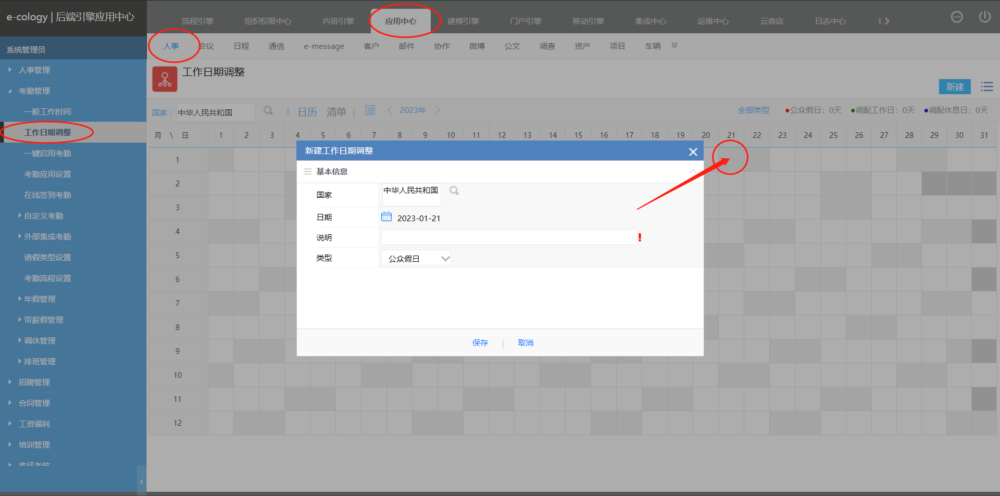 e-cology | 后端引擎应用中心
流程引擎 组织权限中心 内容引擎 应用中心 建模引擎 门户引擎 移动引擎 集成中心 运维中心 云商店 日志中心 1
系统管理员
人事 会议 日程 通信 e-message 客户 邮件 协作 微博 公文 调查 资产 项目 车辆
人事管理
考勤管理
一般工作时间
工作日期调整
一键启用考勤
考勤应用设置
在线签到考勤
自定义考勤
外部集成考勤
请假类型设置
考勤流程设置
年假管理
带薪假管理
调休管理
排班管理
招聘管理
合同管理
工资福利
培训管理
奖征考核
工作日期调整
新建
国家： 中华人民共和国 | 日历 清单 | 2023年 全部类型 ●公众假日：0天 ●调配工作日：0天 ●调配休息日：0天
月 \ 日 1 2 3 4 5 6 7 8 9 10 11 12 13 14 15 16 17 18 19 20 21 22 23 24 25 26 27 28 29 30 31
1
2
3
4
5
6
7
8
9
10
11
12
新建工作日期调整
基本信息
国家 中华人民共和国
日期 2023-01-21
说明 !
类型 公众假日
保存 | 取消